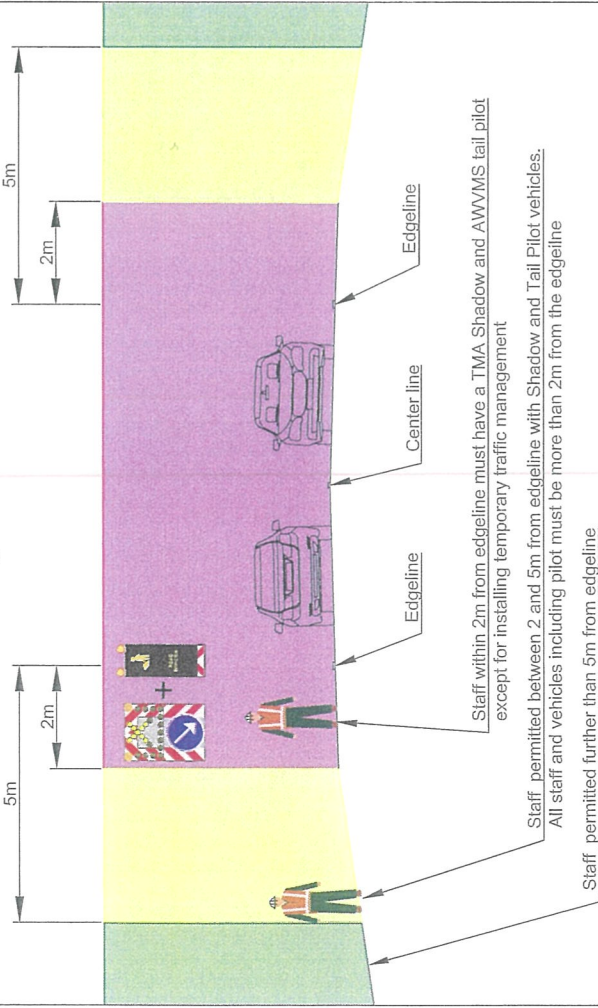 5m
2m
2m
5m
Edgeline
Center line
Edgeline
Staff within 2m from edgeline must have a TMA Shadow and AWVMS tail pilot
except for installing temporary traffic management
Staff permitted between 2 and 5m from edgeline with Shadow and Tail Pilot vehicles.
All staff and vehicles including pilot must be more than 2m from the edgeilne
Staff permitted further than 5m from edgeline